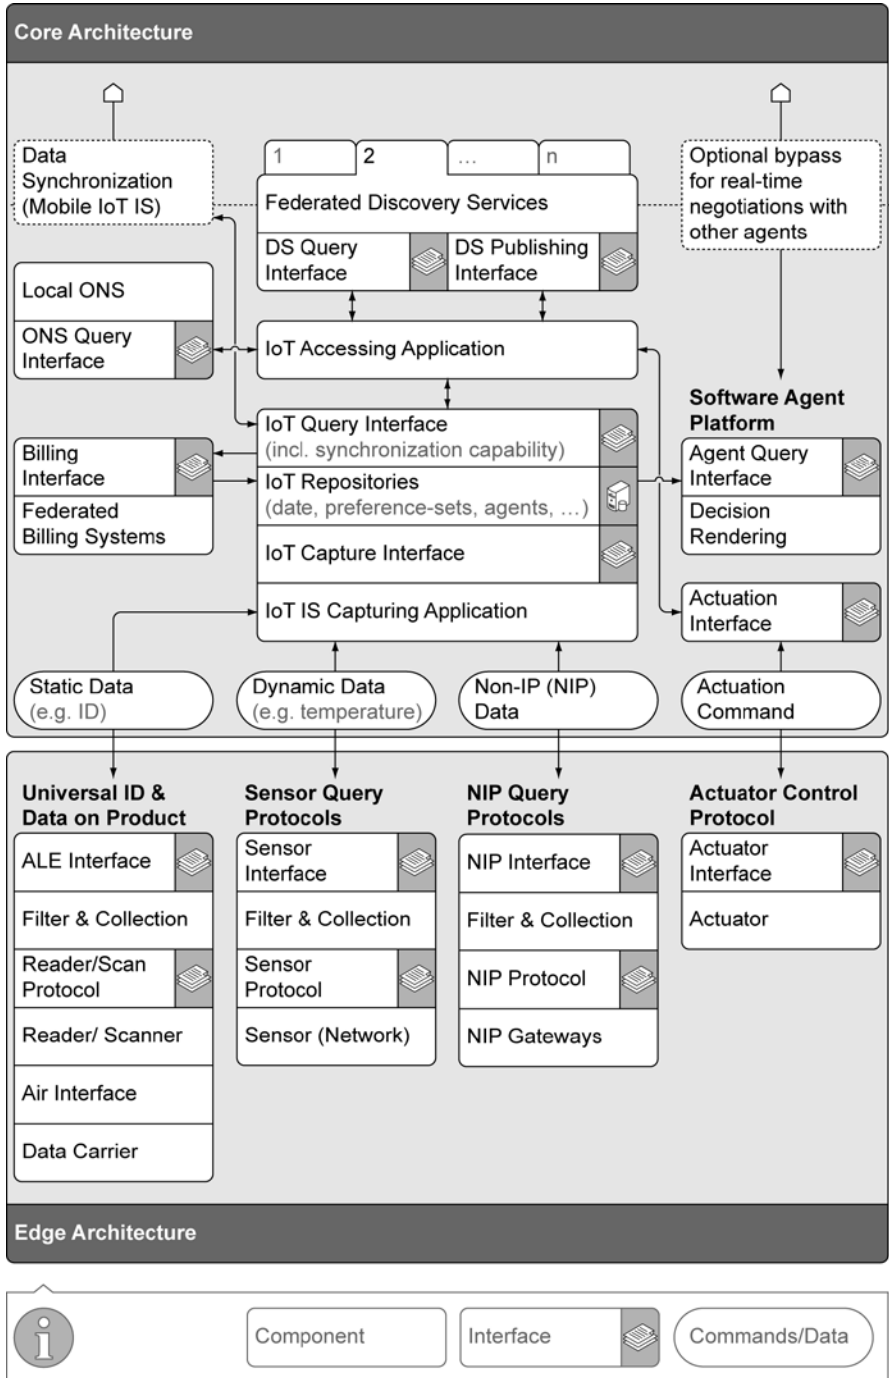 Core Architecture
Data
Synchronization
(Mobile IoT IS)
1
2
...
n
Federated Discovery Services
DS Query
Interface
DS Publishing
Interface
Optional bypass
for real-time
negotiations with
other agents
Local ONS
ONS Query
Interface
IoT Accessing Application
Software Agent
Platform
IoT Query Interface
(incl. synchronization capability)
Billing
Interface
Federated
Billing Systems
IoT Repositories
(date, preference-sets, agents, ...)
Agent Query
Interface
Decision
Rendering
IoT Capture Interface
IoT IS Capturing Application
Actuation
Interface
Static Data
(e.g. ID)
Dynamic Data
(e.g. temperature)
Non-IP (NIP)
Data
Actuation
Command
Universal ID &
Data on Product
ALE Interface
Filter & Collection
Reader/Scan
Protocol
Reader/ Scanner
Air Interface
Data Carrier
Sensor Query
Protocols
Sensor
Interface
Filter & Collection
Sensor
Protocol
Sensor (Network)
NIP Query
Protocols
NIP Interface
Filter & Collection
NIP Protocol
NIP Gateways
Actuator Control
Protocol
Actuator
Interface
Actuator
Edge Architecture
i
Component
Interface
Commands/Data